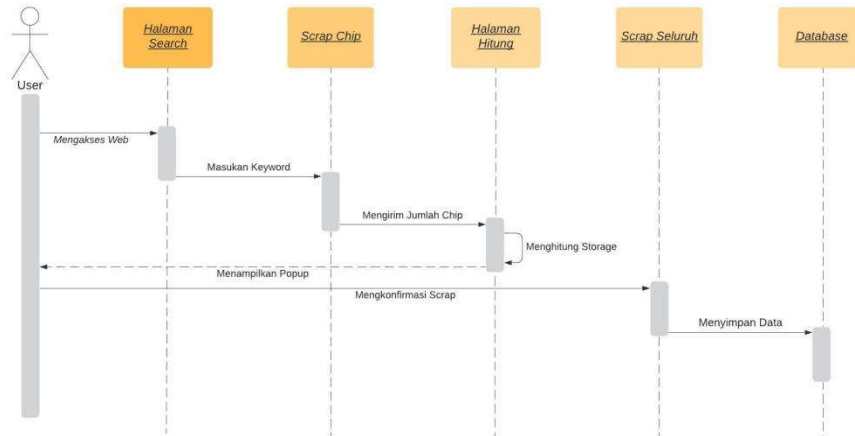 Halaman
Search
Scrap Chip
Halaman
Hitung
Scrap Seluruh
Database
User
Mengakses Web
Masukan Keyword
Mengirim Jumlah Chip
Menghitung Storage
Menampilkan Popup
Mengkonfirmasi Scrap
Menyimpan Data